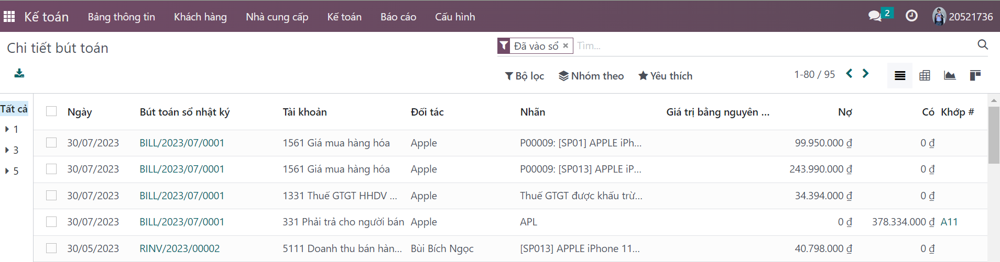 Kế toán Bảng thông tin Khách hàng Nhà cung cấp Kế toán Báo cáo Cấu hình 2 20521736
Chi tiết bút toán Đã vào sổ × Tìm...
Bộ lọc Nhóm theo Yêu thích 1-80 / 95
Tất cả Ngày Bút toán sổ nhật ký Tài khoản Đối tác Nhãn Giá trị bằng nguyên ... Nợ Có Khớp #
1
3
5
30/07/2023 BILL/2023/07/0001 1561 Giá mua hàng hóa Apple P00009: [SP01] APPLE iPh... 99.950.000 ₫ 0 ₫
30/07/2023 BILL/2023/07/0001 1561 Giá mua hàng hóa Apple P00009: [SP013] APPLE iP... 243.990.000 ₫ 0 ₫
30/07/2023 BILL/2023/07/0001 1331 Thuế GTGT HHDV ... Apple Thuế GTGT được khấu trừ... 34.394.000 ₫ 0 ₫
30/07/2023 BILL/2023/07/0001 331 Phải trả cho người bán Apple APL 0 ₫ 378.334.000 ₫ A11
30/05/2023 RINV/2023/00002 5111 Doanh thu bán hàn... Bùi Bích Ngọc [SP013] APPLE iPhone 11... 40.798.000 ₫ 0 ₫